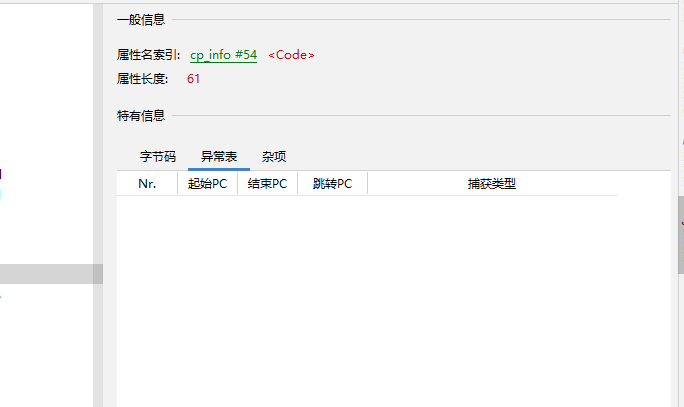 一般信息
属性名索引: cp_info #54 <Code>
属性长度: 61
特有信息
字节码 异常表 杂项
Nr. 起始PC 结束PC 跳转PC 捕获类型